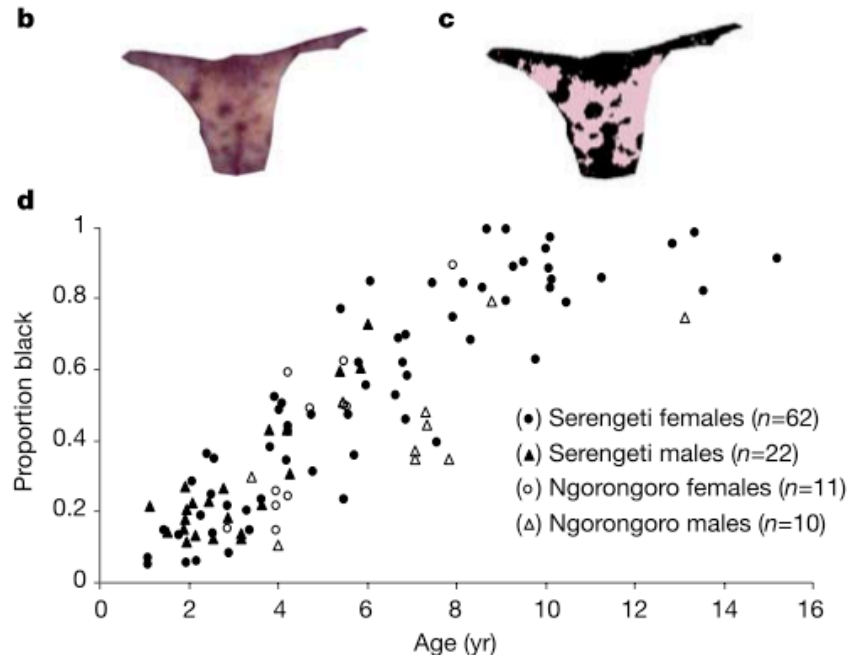 b
c
d
1
0.8
0.6
0.4
0.2
0
Proportion black
(●) Serengeti females (n=62)
(▲) Serengeti males (n=22)
(○) Ngorongoro females (n=11)
(△) Ngorongoro males (n=10)
0 2 4 6 8 10 12 14 16
Age (yr)